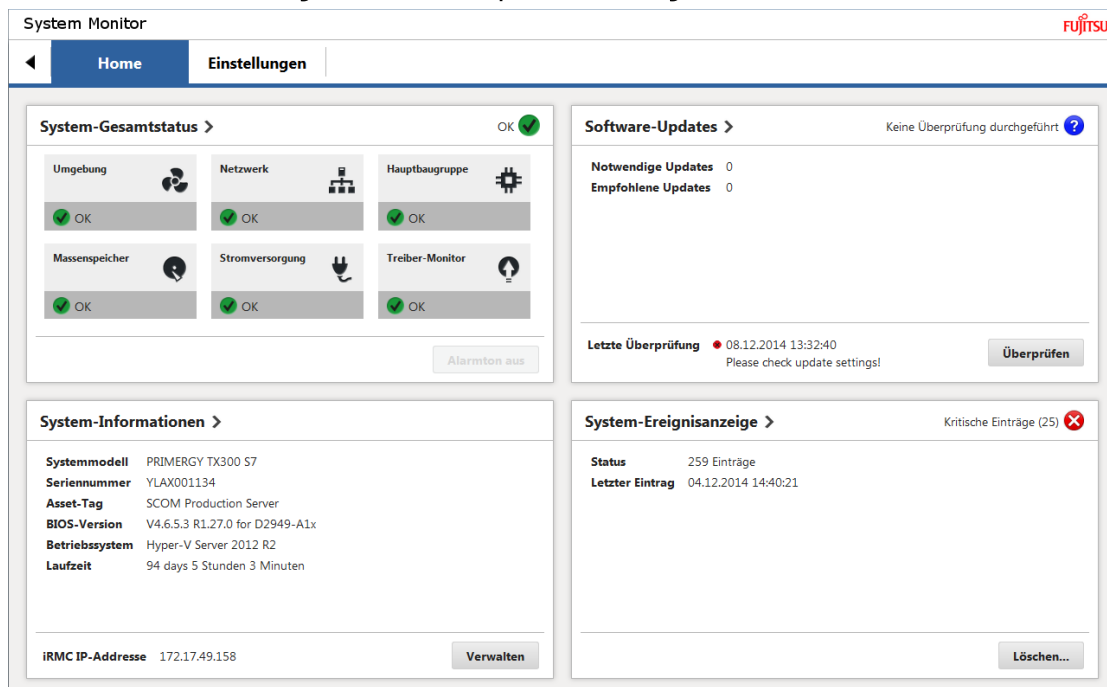 System Monitor
FUJITSU
Home
Einstellungen
System-Gesamtstatus
OK
Umgebung
OK
Netzwerk
OK
Hauptbaugruppe
OK
Massenspeicher
OK
Stromversorgung
OK
Treiber-Monitor
OK
Alarmton aus
Software-Updates
Keine Überprüfung durchgeführt
Notwendige Updates 0
Empfohlene Updates 0
Letzte Überprüfung 08.12.2014 13:32:40
Please check update settings!
Überprüfen
System-Informationen
Systemmodell PRIMERGY TX300 S7
Seriennummer YLAX001134
Asset-Tag SCOM Production Server
BIOS-Version V4.6.5.3 R1.27.0 for D2949-A1x
Betriebssystem Hyper-V Server 2012 R2
Laufzeit 94 days 5 Stunden 3 Minuten
iRMC IP-Addresse 172.17.49.158
Verwalten
System-Ereignisanzeige
Kritische Einträge (25)
Status 259 Einträge
Letzter Eintrag 04.12.2014 14:40:21
Löschen...